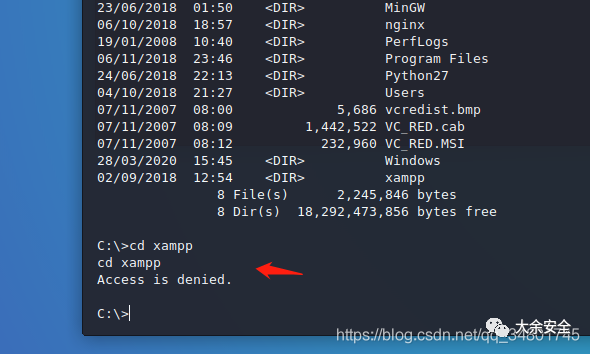 23/06/2018  01:50    <DIR>          MinGW
06/10/2018  18:57    <DIR>          nginx
19/01/2008  10:40    <DIR>          PerfLogs
06/11/2018  23:46    <DIR>          Program Files
24/06/2018  22:13    <DIR>          Python27
04/10/2018  21:27    <DIR>          Users
07/11/2007  08:00             5,686 vcredist.bmp
07/11/2007  08:09         1,442,522 VC_RED.cab
07/11/2007  08:12           232,960 VC_RED.MSI
28/03/2020  15:45    <DIR>          Windows
02/09/2018  12:54    <DIR>          xampp
               8 File(s)      2,245,846 bytes
               8 Dir(s)  18,292,473,856 bytes free
C:\>cd xampp
cd xampp
Access is denied.
C:\>
大余安全
https://blog.csdn.net/qq_34801745